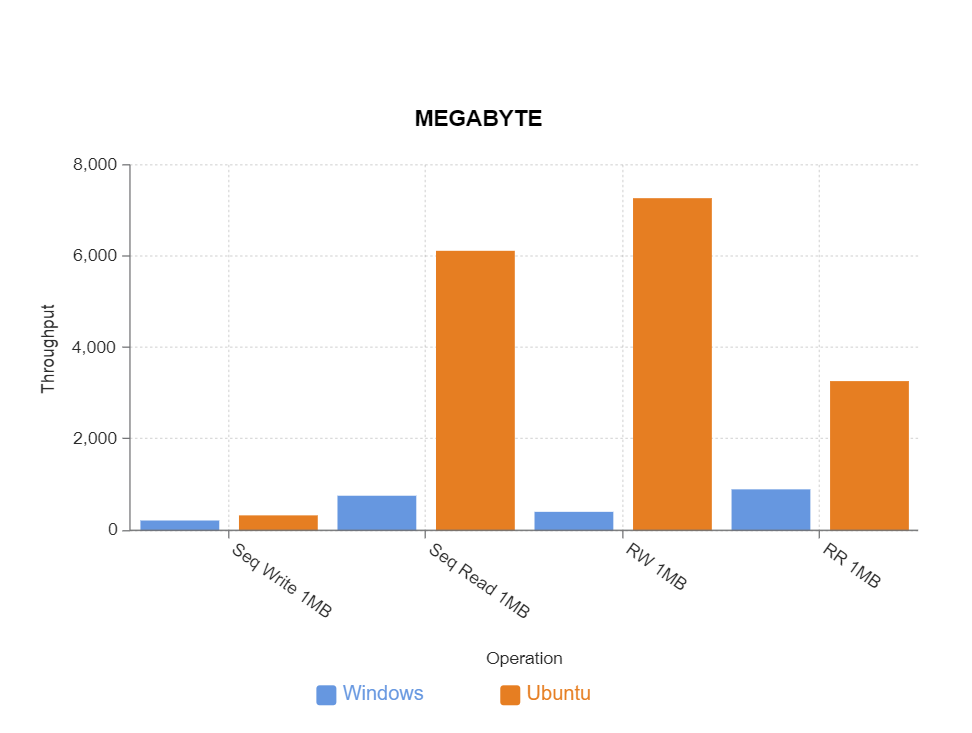 MEGABYTE
8,000
6,000
4,000
2,000
0
Throughput
Seq Write 1MB
Seq Read 1MB
RW 1MB
RR 1MB
Operation
Windows
Ubuntu